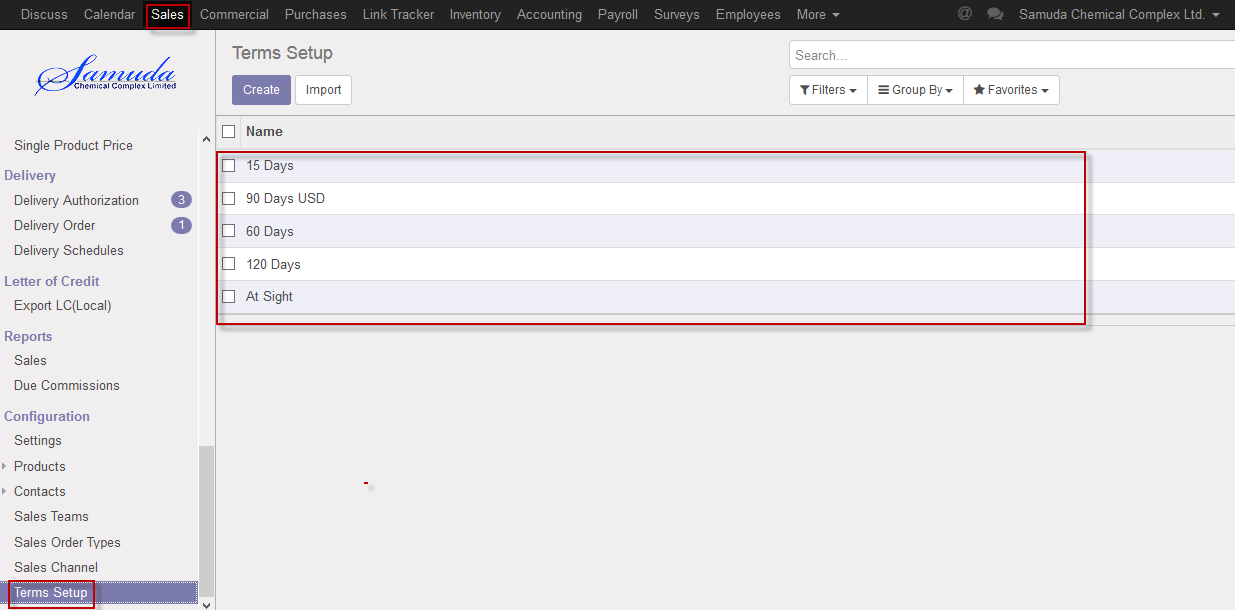 Discuss Calendar Sales Commercial Purchases Link Tracker Inventory Accounting Payroll Surveys Employees More @ Samuda Chemical Complex Ltd.
Samuda
Chemical Complex Limited
Single Product Price
Delivery
Delivery Authorization 3
Delivery Order 1
Delivery Schedules
Letter of Credit
Export LC(Local)
Reports
Sales
Due Commissions
Configuration
Settings
Products
Contacts
Sales Teams
Sales Order Types
Sales Channel
Terms Setup
Terms Setup
Search...
Create Import
Filters Group By Favorites
Name
15 Days
90 Days USD
60 Days
120 Days
At Sight